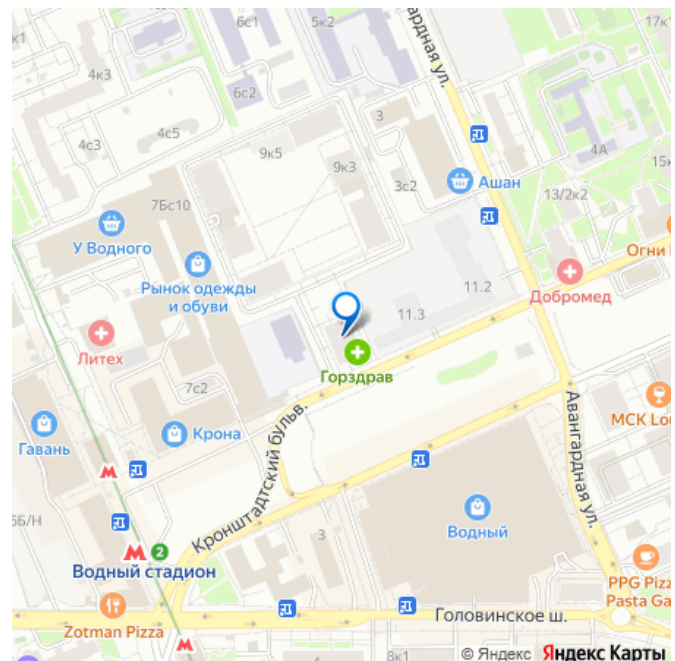 6с1
5к2
17к1
к1
Авангардная ул.
4к3
6с2
3
4А
4с3
4с5
9к5
9к3
3с2
Ашан
15к
13/2к2
7Бс10
У Водного
Огни
Рынок одежды
и обуви
11.2
Добромед
11.3
Литех
Горздрав
7с2
Крона
Гавань
МСК Lou
Кронштадтский бульв.
Авангардная ул.
5Б/Н
3
Водный
2
Водный стадион
PPG Pizz
Pasta Ga
Головинское ш.
Zotman Pizza
8к1
© Яндекс Яндекс Карты